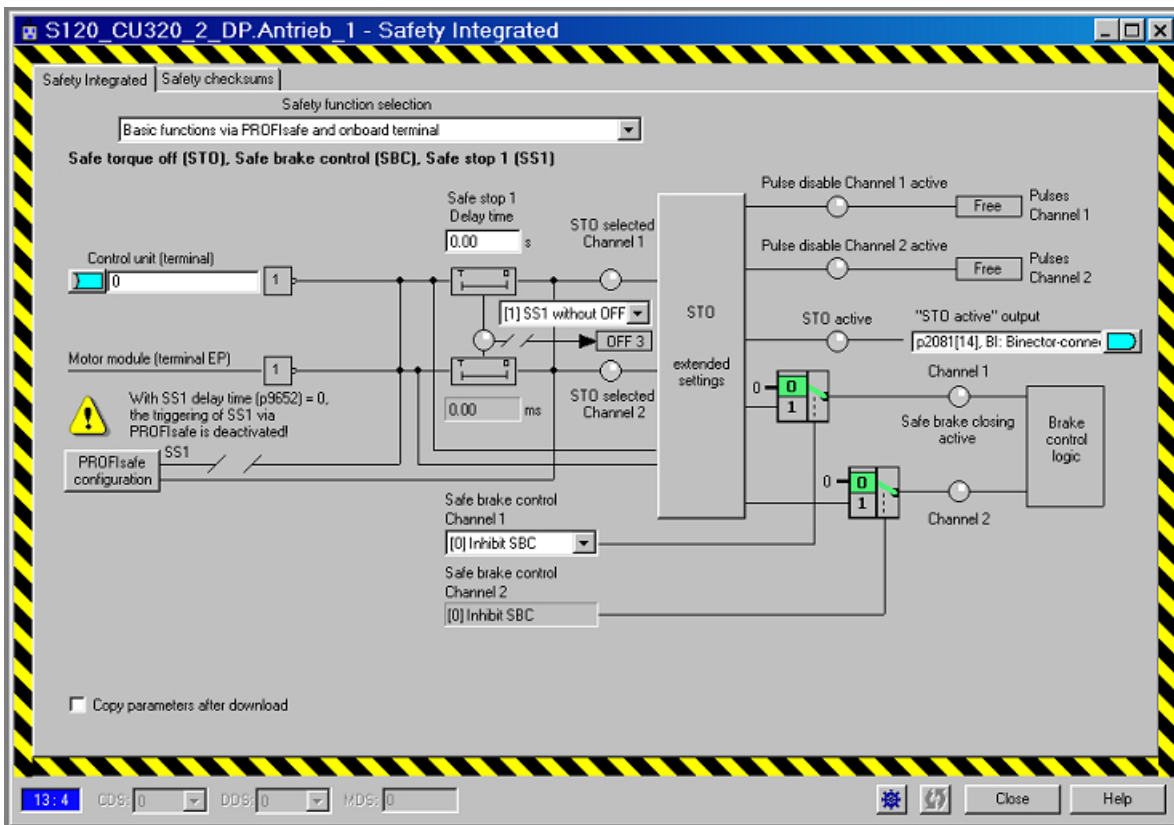 S120_CU320_2_DP.Antrieb_1 - Safety Integrated
Safety Integrated
Safety checksums
Safety function selection
Basic functions via PROFIsafe and onboard terminal
Safe torque off (STO), Safe brake control (SBC), Safe stop 1 (SS1)
Safe stop 1
Delay time
0.00
s
STO selected
Channel 1
Pulse disable Channel 1 active
Free
Pulses
Channel 1
Control unit (terminal)
0
1
Pulse disable Channel 2 active
Free
Pulses
Channel 2
[1] SS1 without OFF
OFF 3
T
0
T
0
STO
extended
settings
STO active
"STO active" output
p2081[14], BI: Binector-conne
Motor module (terminal EP)
1
0.00
ms
STO selected
Channel 2
With SS1 delay time (p9652) = 0,
the triggering of SS1 via
PROFIsafe is deactivated!
PROFIsafe
configuration
SS1
0
0
1
Channel 1
Safe brake closing
active
Brake
control
logic
0
0
1
Channel 2
Safe brake control
Channel 1
[0] Inhibit SBC
Safe brake control
Channel 2
[0] Inhibit SBC
Copy parameters after download
13: 4
CDS:
0
DDS:
0
MDS:
0
Close
Help